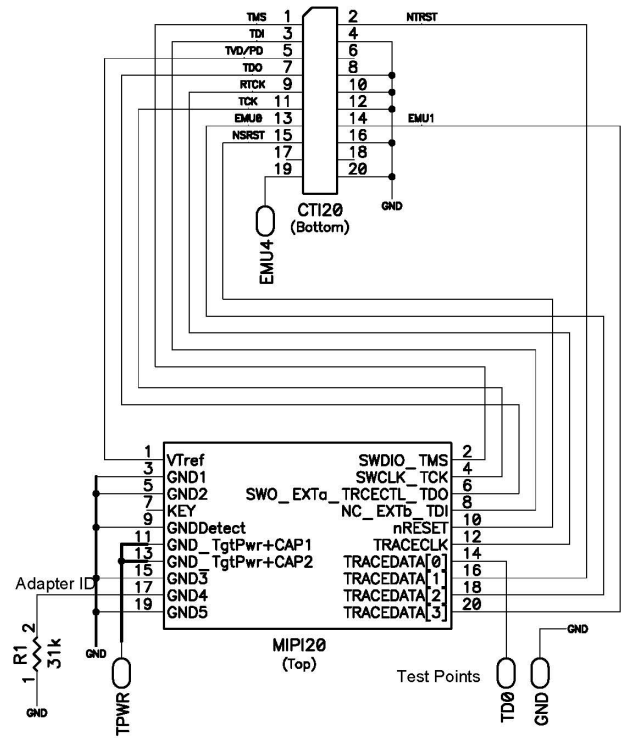 TMS 1 2 NTRST
TDI 3 4
TVD/PD 5 6
TDO 7 8
RTCK 9 10
TCK 11 12
EMU0 13 14 EMU1
NSRST 15 16
17 18
19 20
GND
CTI20
(Bottom)
EMU4
1 VTref SWDIO_TMS 2
3 GND1 SWCLK_TCK 4
5 GND2 SWO_EXTa_TRCECTL_TDO 6
7 KEY NC_EXTb_TDI 8
9 GNDDetect nRESET 10
11 GND_TgtPwr+CAP1 TRACECLK 12
13 GND_TgtPwr+CAP2 TRACEDATA[0] 14
15 GND3 TRACEDATA[1] 16
17 GND4 TRACEDATA[2] 18
19 GND5 TRACEDATA[3] 20
Adapter ID
MIPI20
(Top)
R1
31k
2
1
GND
GND
TPWR
Test Points
TD0
GND
GND